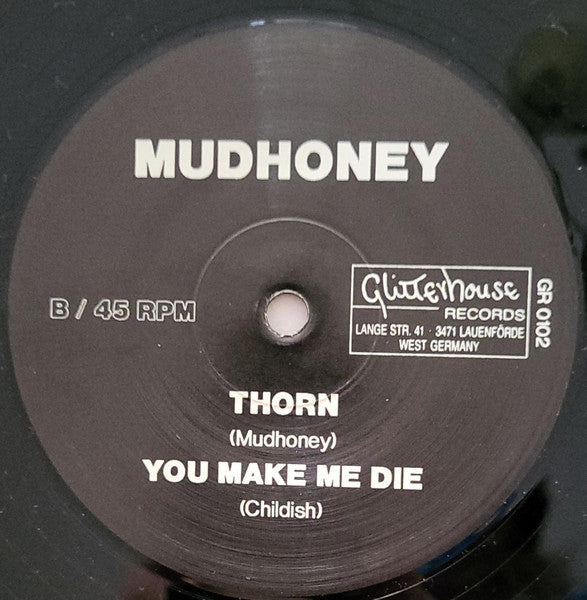 MUDHONEY
B / 45 RPM
Glitterhouse
RECORDS
LANGE STR. 41 · 3471 LAUENFÖRDE
WEST GERMANY
GR 0102
THORN
(Mudhoney)
YOU MAKE ME DIE
(Childish)